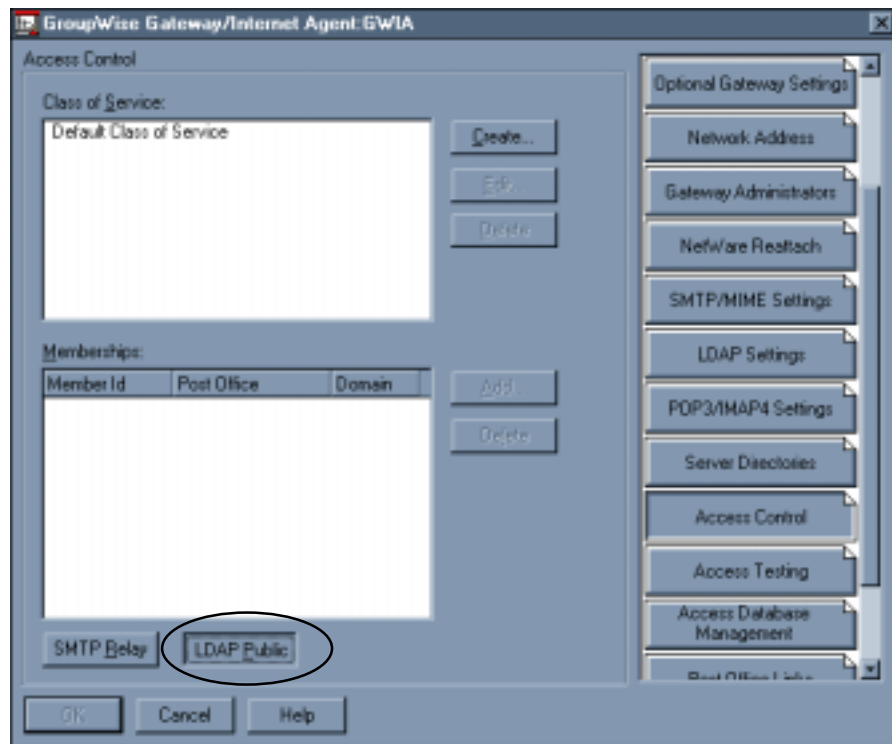 GroupWise Gateway/Internet Agent:GWIA
Access Control
Class of Service:
Default Class of Service
Create...
Edit...
Delete
Memberships:
Member Id Post Office Domain
Add...
Delete
SMTP Relay LDAP Public
OK Cancel Help
Optional Gateway Settings
Network Address
Gateway Administrators
NetWare Reattach
SMTP/MIME Settings
LDAP Settings
POP3/IMAP4 Settings
Server Directories
Access Control
Access Testing
Access Database
Management
Post Office Links